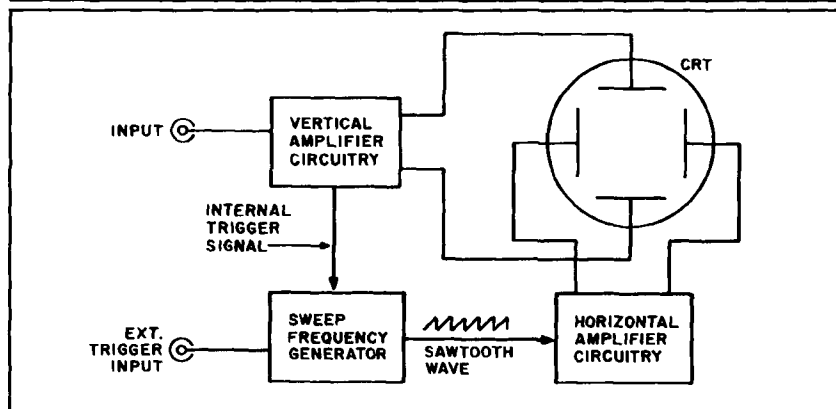 CRT
INPUT
VERTICAL
AMPLIFIER
CIRCUITRY
INTERNAL
TRIGGER
SIGNAL
EXT.
TRIGGER
INPUT
SWEEP
FREQUENCY
GENERATOR
SAWTOOTH
WAVE
HORIZONTAL
AMPLIFIER
CIRCUITRY